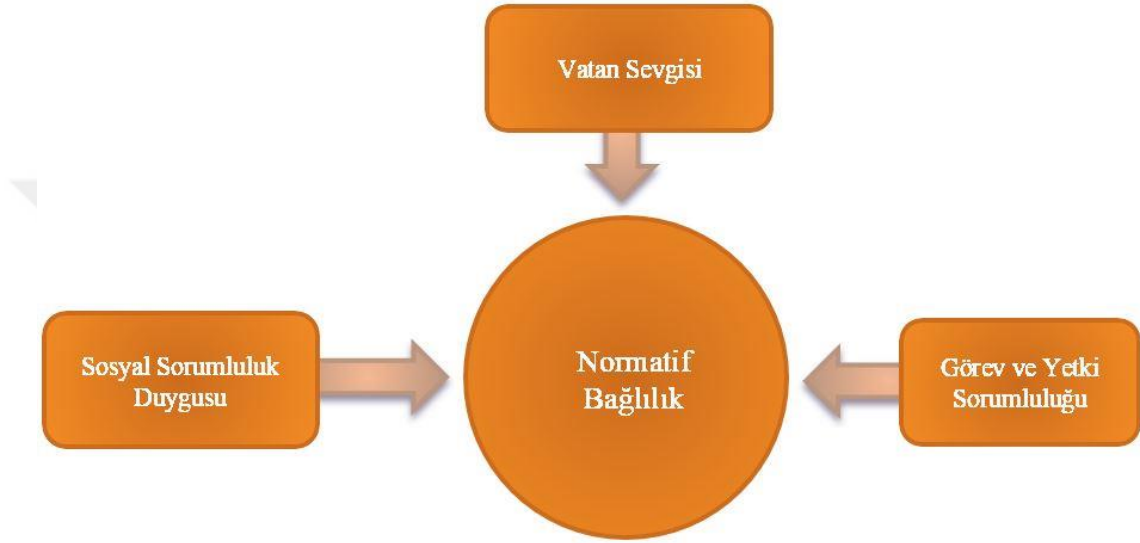 Vatan Sevgisi
Sosyal Sorumluluk
Duygusu
Normatif
Bağlılık
Görev ve Yetki
Sorumluluğu